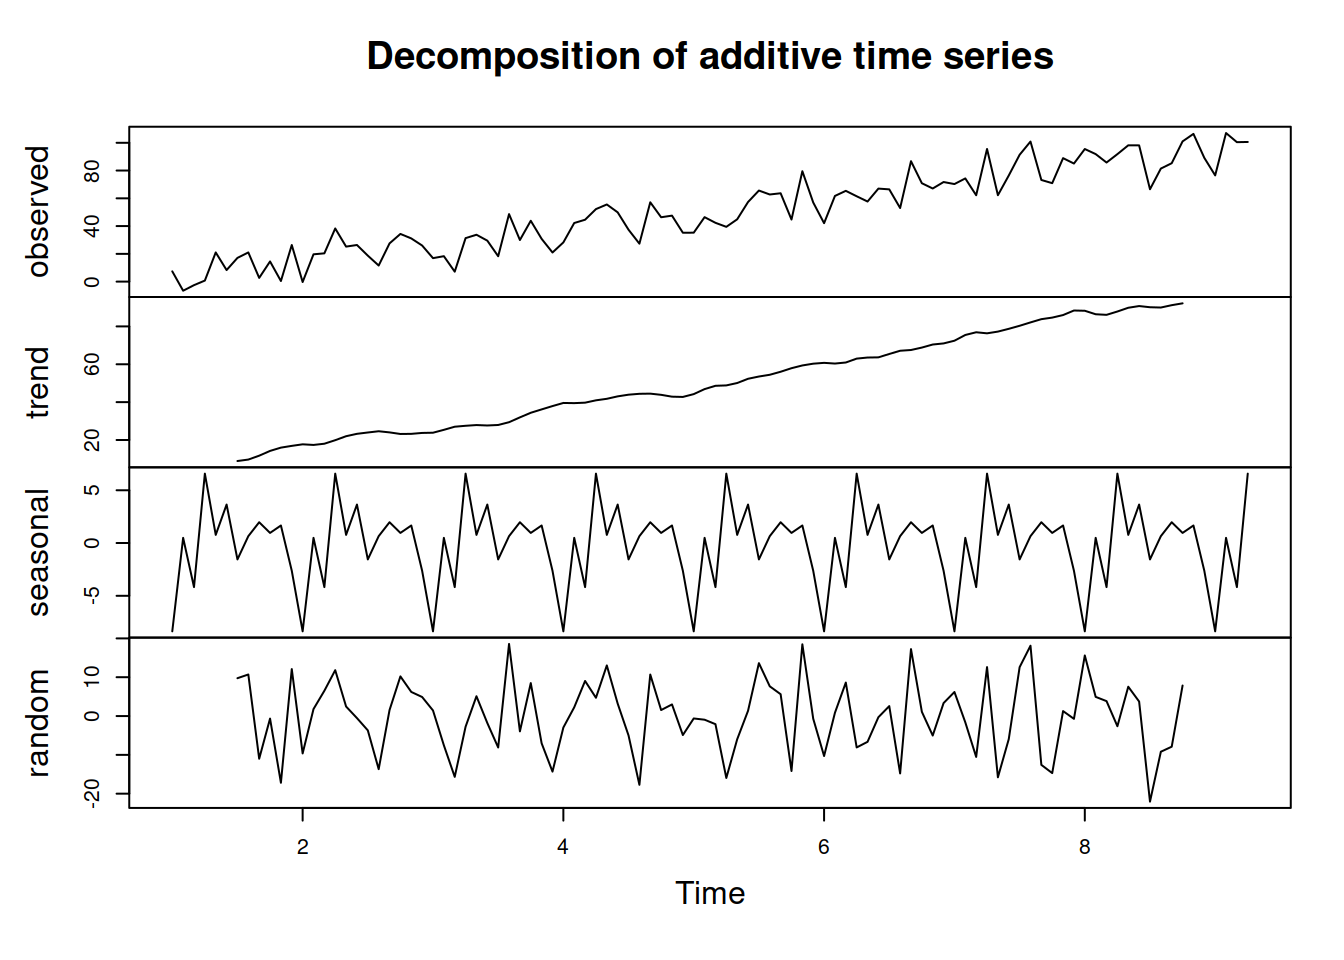 Decomposition of additive time series
observed
0 40 80
trend
20 60
seasonal
-5 0 5
random
-20 0 10
2 4 6 8
Time